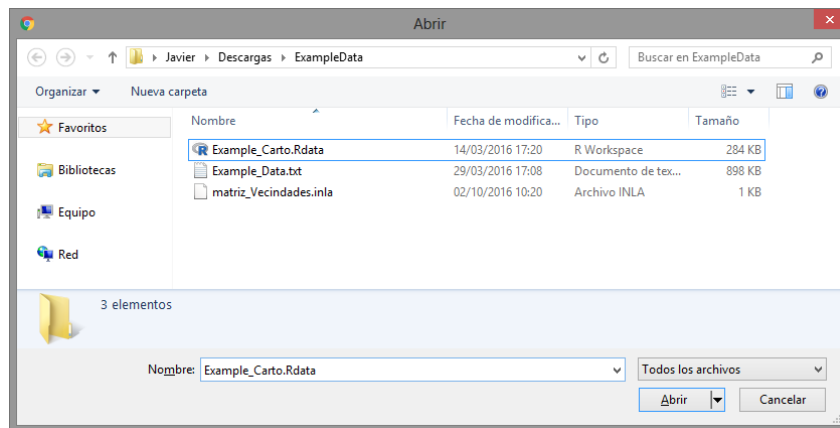 Abrir
Javier Descargas ExampleData
Buscar en ExampleData
Organizar Nueva carpeta
Nombre Fecha de modifica... Tipo Tamaño
Favoritos
Example_Carto.Rdata 14/03/2016 17:20 R Workspace 284 KB
Bibliotecas
Example_Data.txt 29/03/2016 17:08 Documento de tex... 898 KB
matriz_Vecindades.inla 02/10/2016 10:20 Archivo INLA 1 KB
Equipo
Red
3 elementos
Nombre: Example_Carto.Rdata
Todos los archivos
Abrir
Cancelar